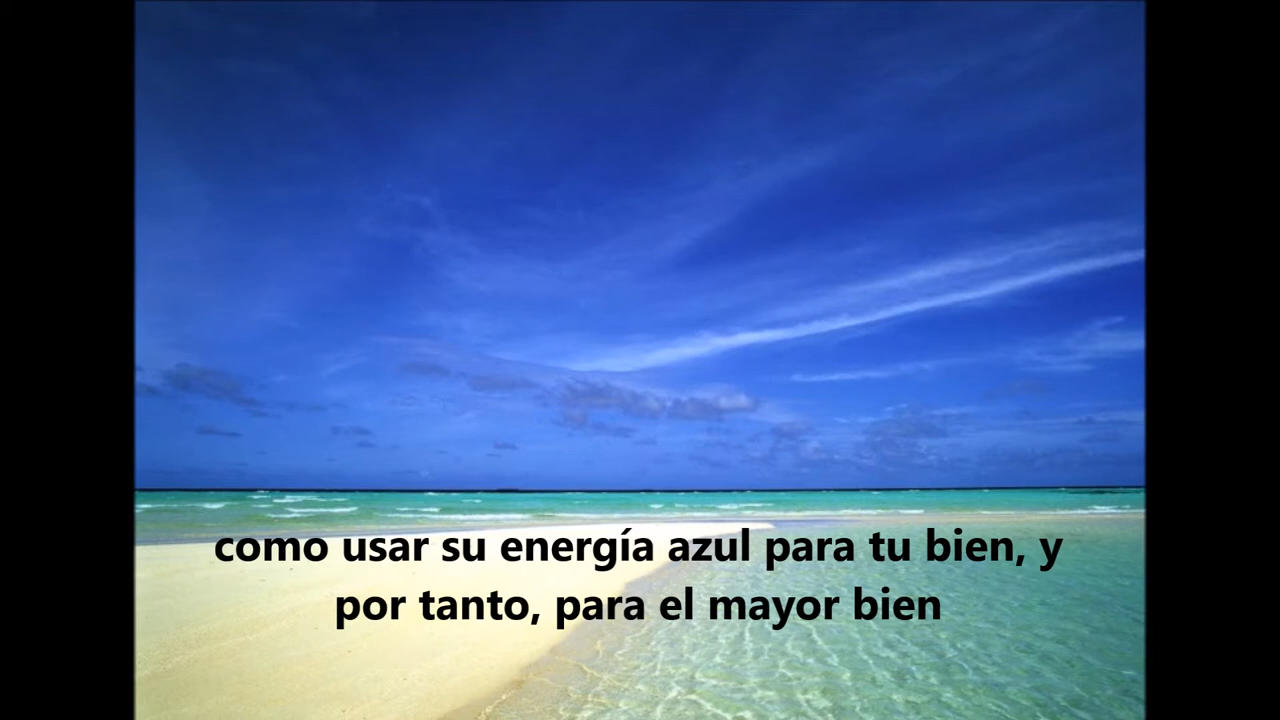 como usar su energía azul para tu bien, y
por tanto, para el mayor bien